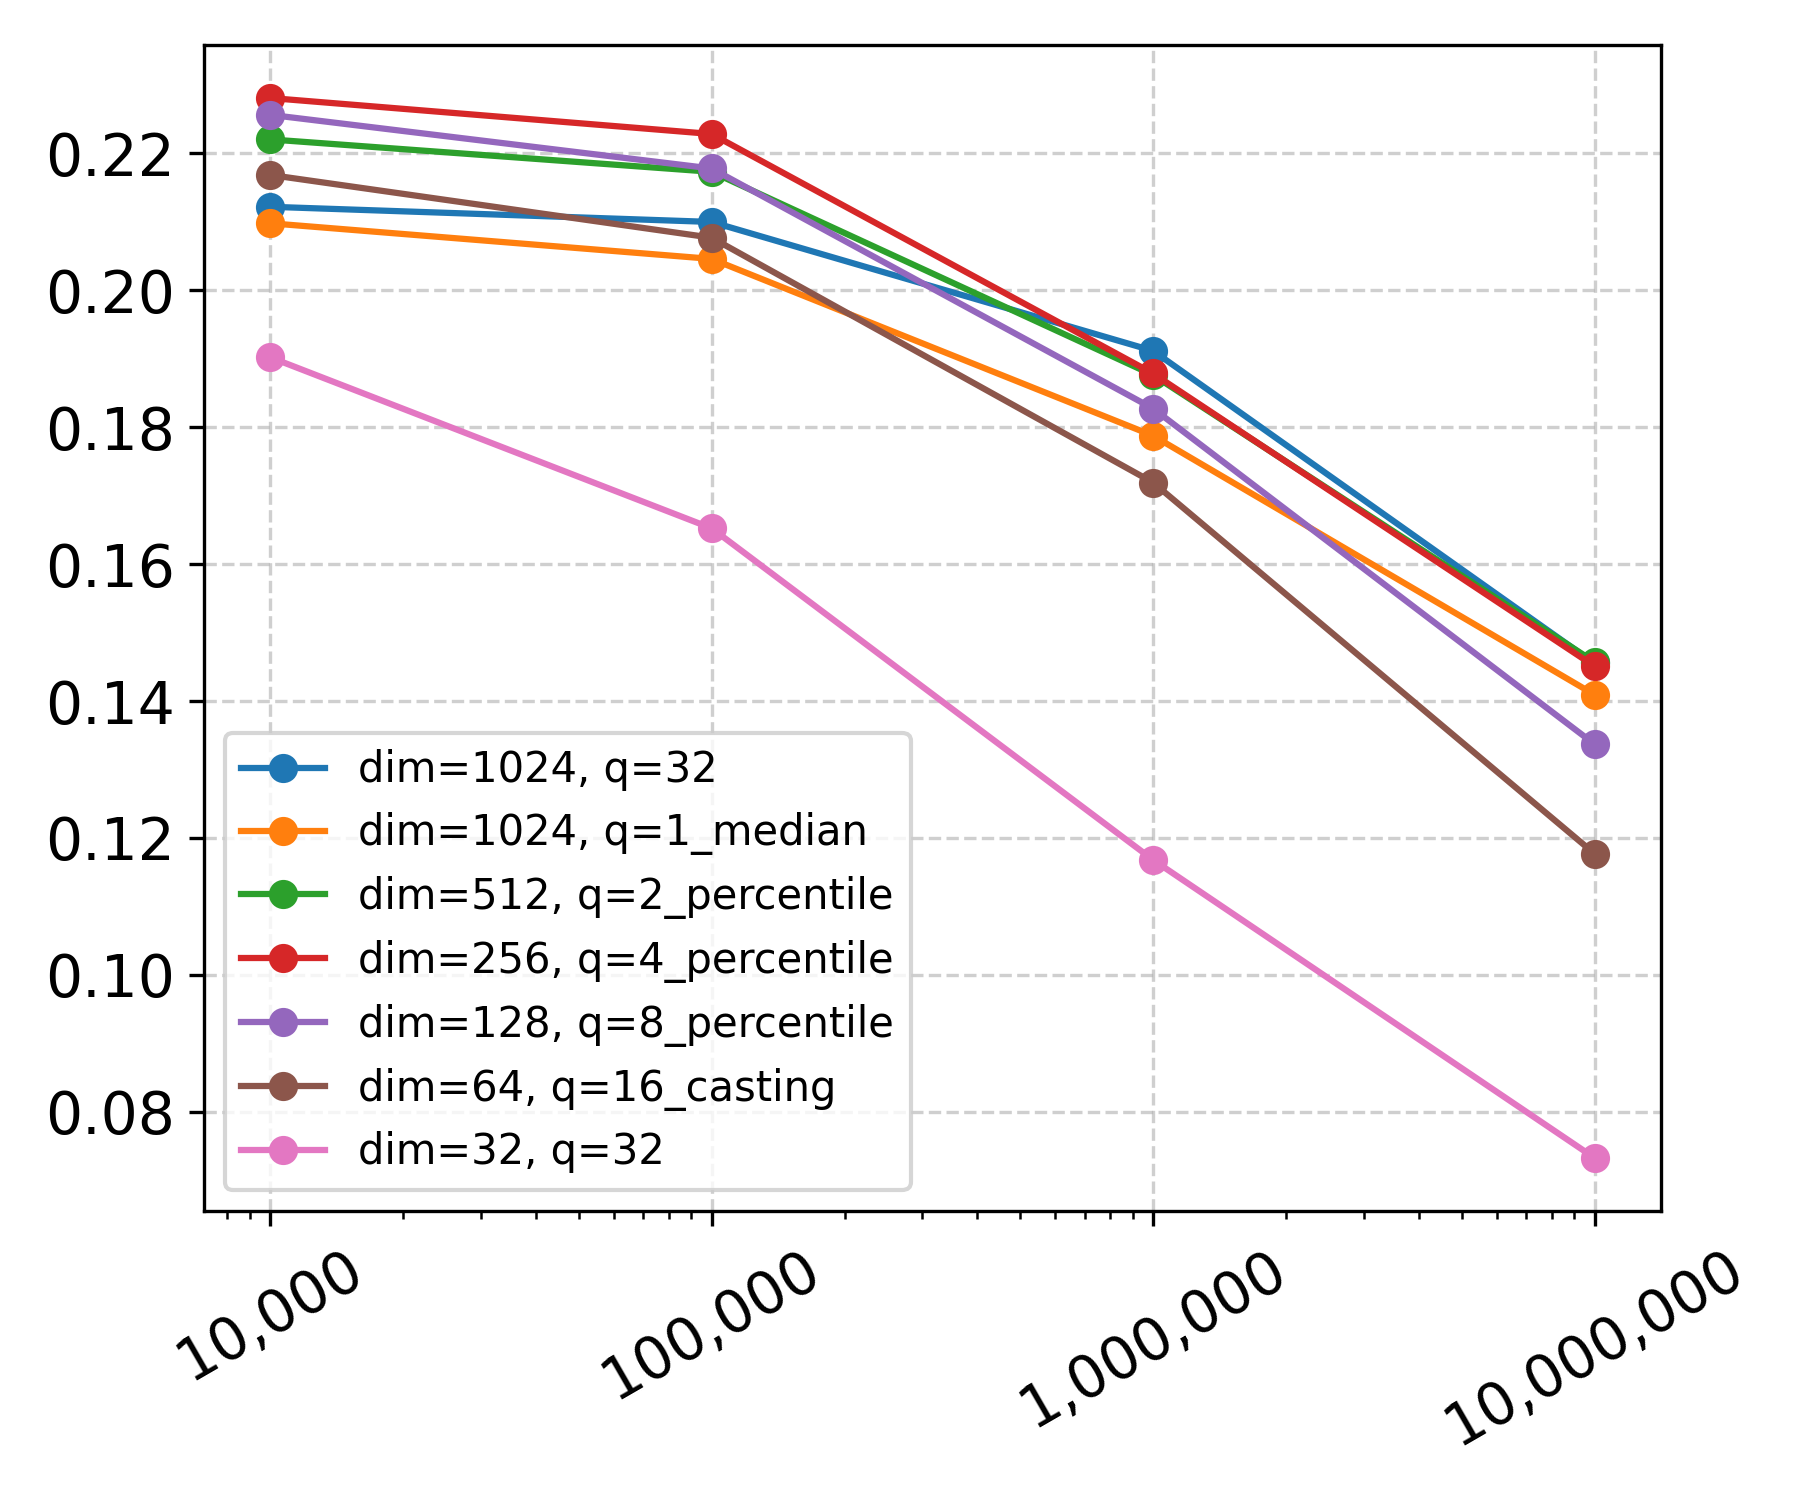 0.22
0.20
0.18
0.16
0.14
0.12
0.10
0.08
dim=1024, q=32
dim=1024, q=1_median
dim=512, q=2_percentile
dim=256, q=4_percentile
dim=128, q=8_percentile
dim=64, q=16_casting
dim=32, q=32
10,000
100,000
1,000,000
10,000,000